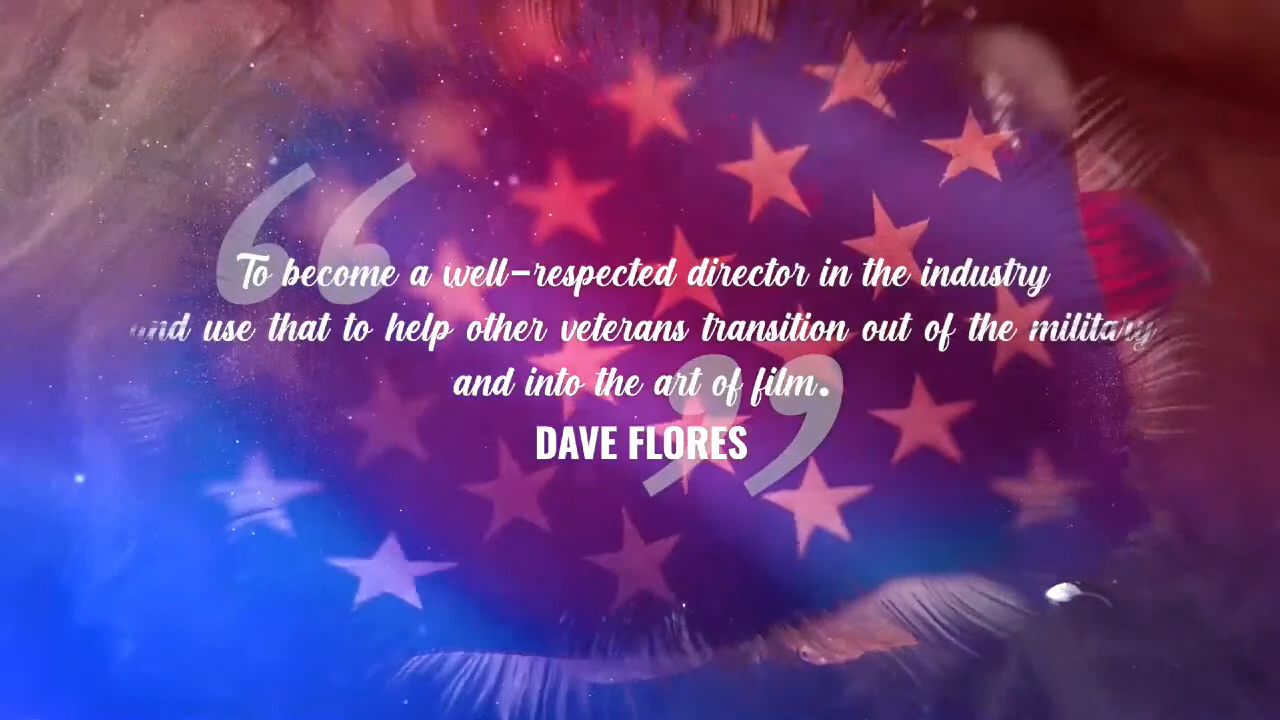 To become a well-respected director in the industry
and use that to help other veterans transition out of the military
and into the art of film.
DAVE FLORES